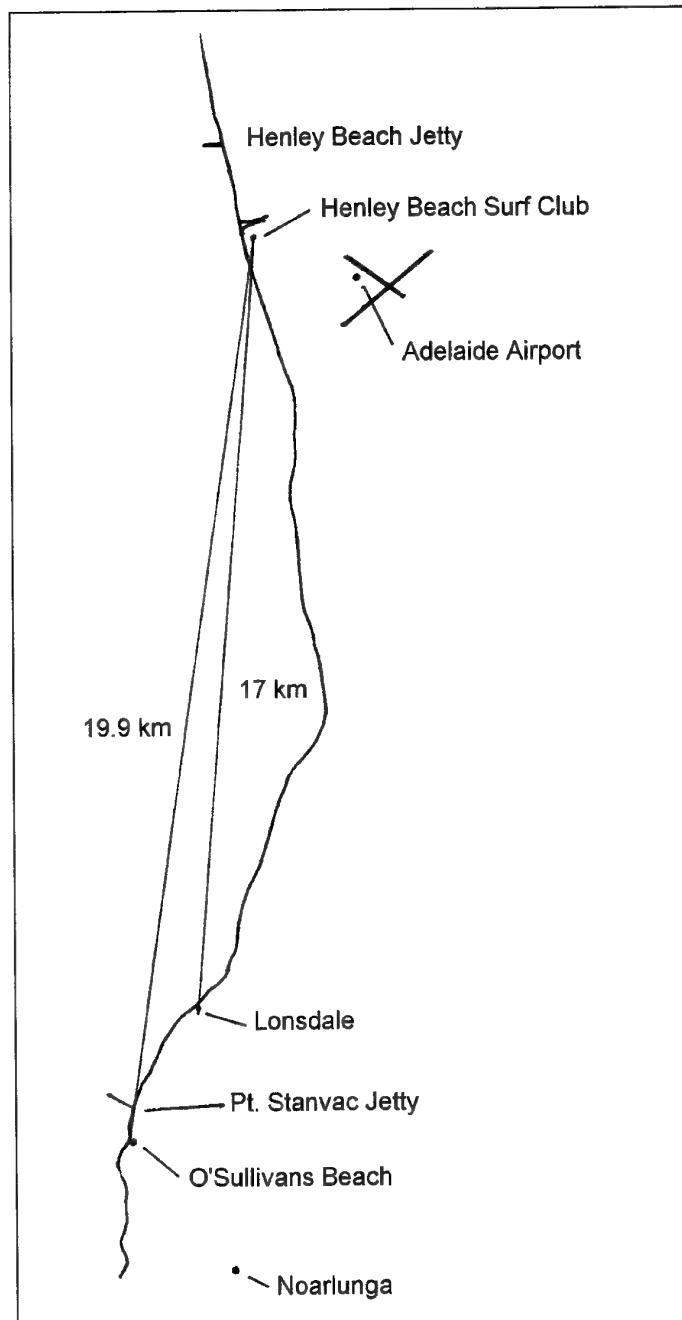 Henley Beach Jetty
Henley Beach Surf Club
Adelaide Airport
17 km
19.9 km
Lonsdale
Pt. Stanvac Jetty
O'Sullivans Beach
Noarlunga